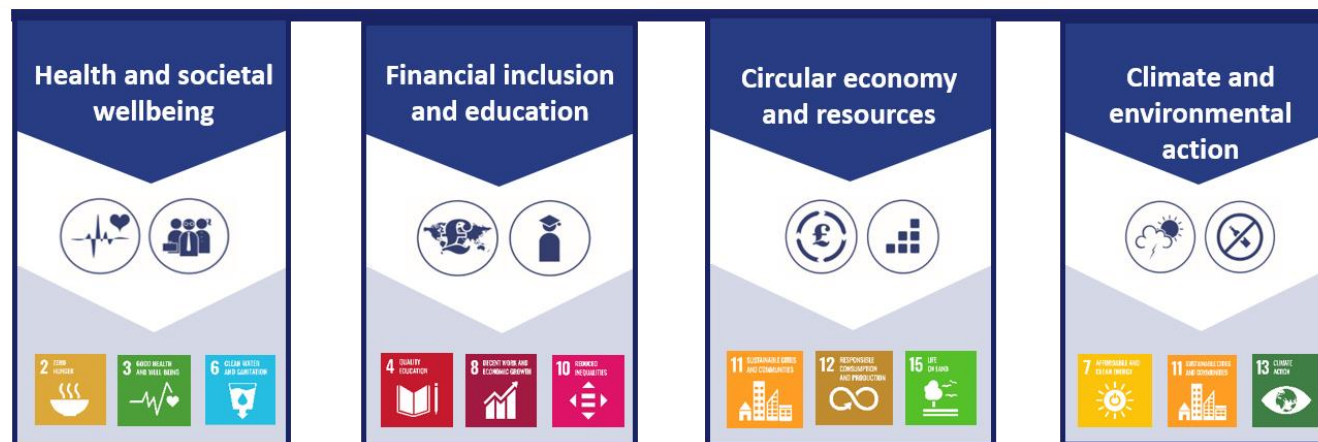 Health and societal
wellbeing
2 ZERO
HUNGER
3 GOOD HEALTH
AND WELL-BEING
6 CLEAN WATER
AND SANITATION
Financial inclusion
and education
£
4 QUALITY
EDUCATION
8 DECENT WORK AND
ECONOMIC GROWTH
10 REDUCED
INEQUALITIES
Circular economy
and resources
£
11 SUSTAINABLE CITIES
AND COMMUNITIES
12 RESPONSIBLE
CONSUMPTION
AND PRODUCTION
15 LIFE
ON LAND
Climate and
environmental
action
7 AFFORDABLE AND
CLEAN ENERGY
11 SUSTAINABLE CITIES
AND COMMUNITIES
13 CLIMATE
ACTION